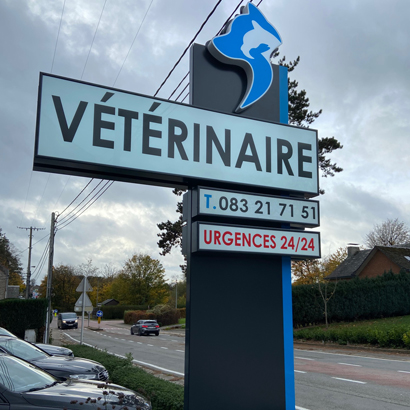 VÉTÉRINAIRE
T. 083 21 71 51
URGENCES 24/24